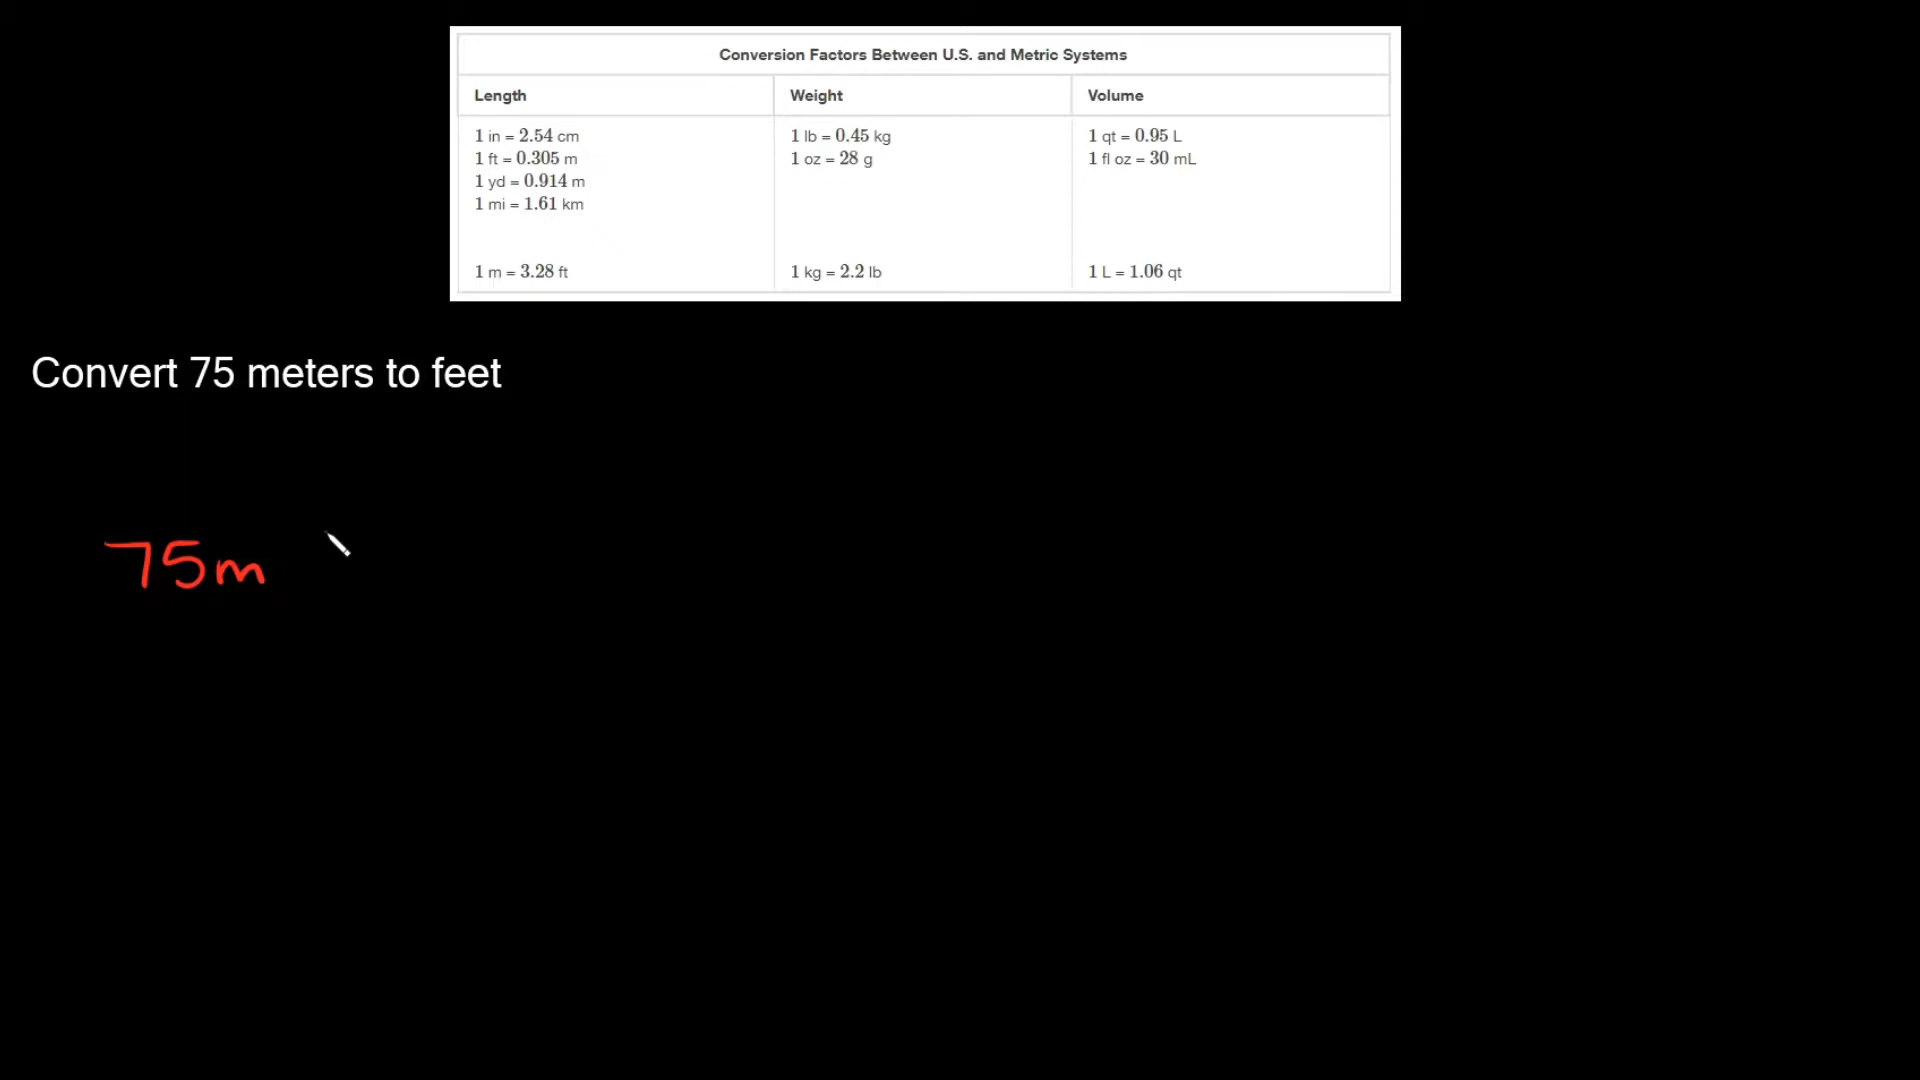 Conversion Factors Between U.S. and Metric Systems
Length Weight Volume
1 in = 2.54 cm 1 lb = 0.45 kg 1 qt = 0.95 L
1 ft = 0.305 m 1 oz = 28 g 1 fl oz = 30 mL
1 yd = 0.914 m
1 mi = 1.61 km
1 m = 3.28 ft 1 kg = 2.2 lb 1 L = 1.06 qt
Convert 75 meters to feet
75m